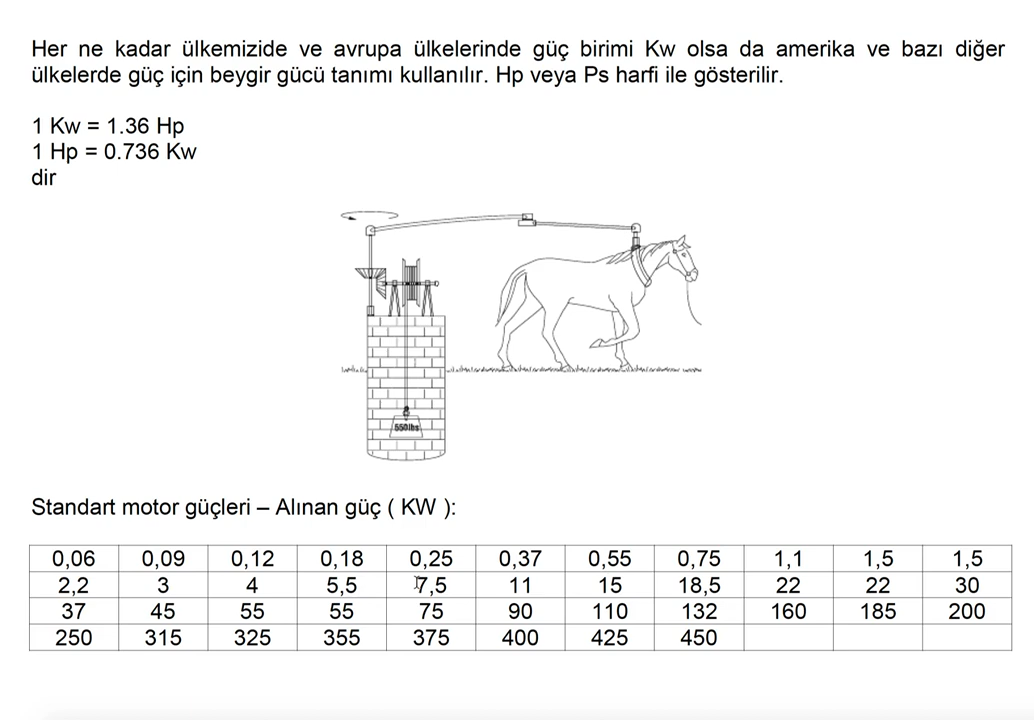 Her ne kadar ülkemizide ve avrupa ülkelerinde güç birimi Kw olsa da amerika ve bazı diğer
ülkelerde güç için beygir gücü tanımı kullanılır. Hp veya Ps harfi ile gösterilir.
1 Kw = 1.36 Hp
1 Hp = 0.736 Kw
dir
550lbs
Standart motor güçleri – Alınan güç ( KW ):
0,06 0,09 0,12 0,18 0,25 0,37 0,55 0,75 1,1 1,5 1,5
2,2 3 4 5,5 7,5 11 15 18,5 22 22 30
37 45 55 55 75 90 110 132 160 185 200
250 315 325 355 375 400 425 450